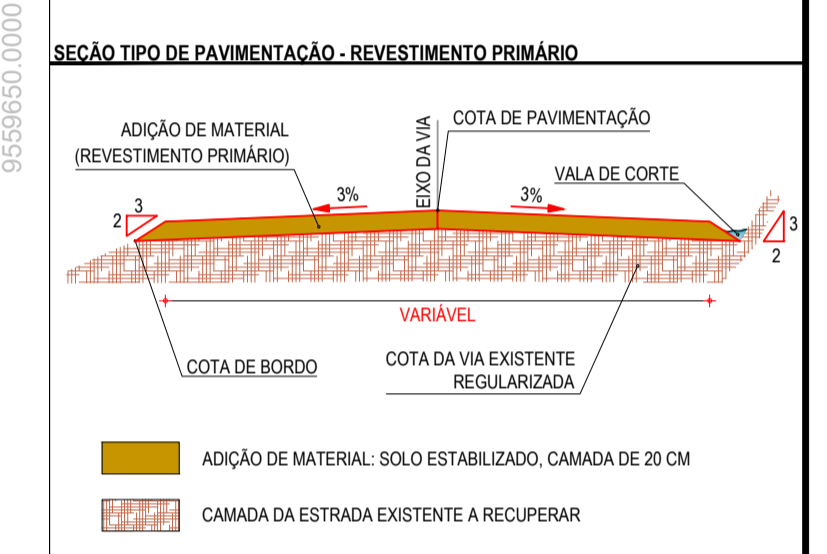 9559650.0000
SEÇÃO TIPO DE PAVIMENTAÇÃO - REVESTIMENTO PRIMÁRIO
ADIÇÃO DE MATERIAL
(REVESTIMENTO PRIMÁRIO)
EIXO DA VIA
COTA DE PAVIMENTAÇÃO
VALA DE CORTE
3%
3%
3
2
3
2
VARIÁVEL
COTA DE BORDO
COTA DA VIA EXISTENTE
REGULARIZADA
ADIÇÃO DE MATERIAL: SOLO ESTABILIZADO, CAMADA DE 20 CM
CAMADA DA ESTRADA EXISTENTE A RECUPERAR